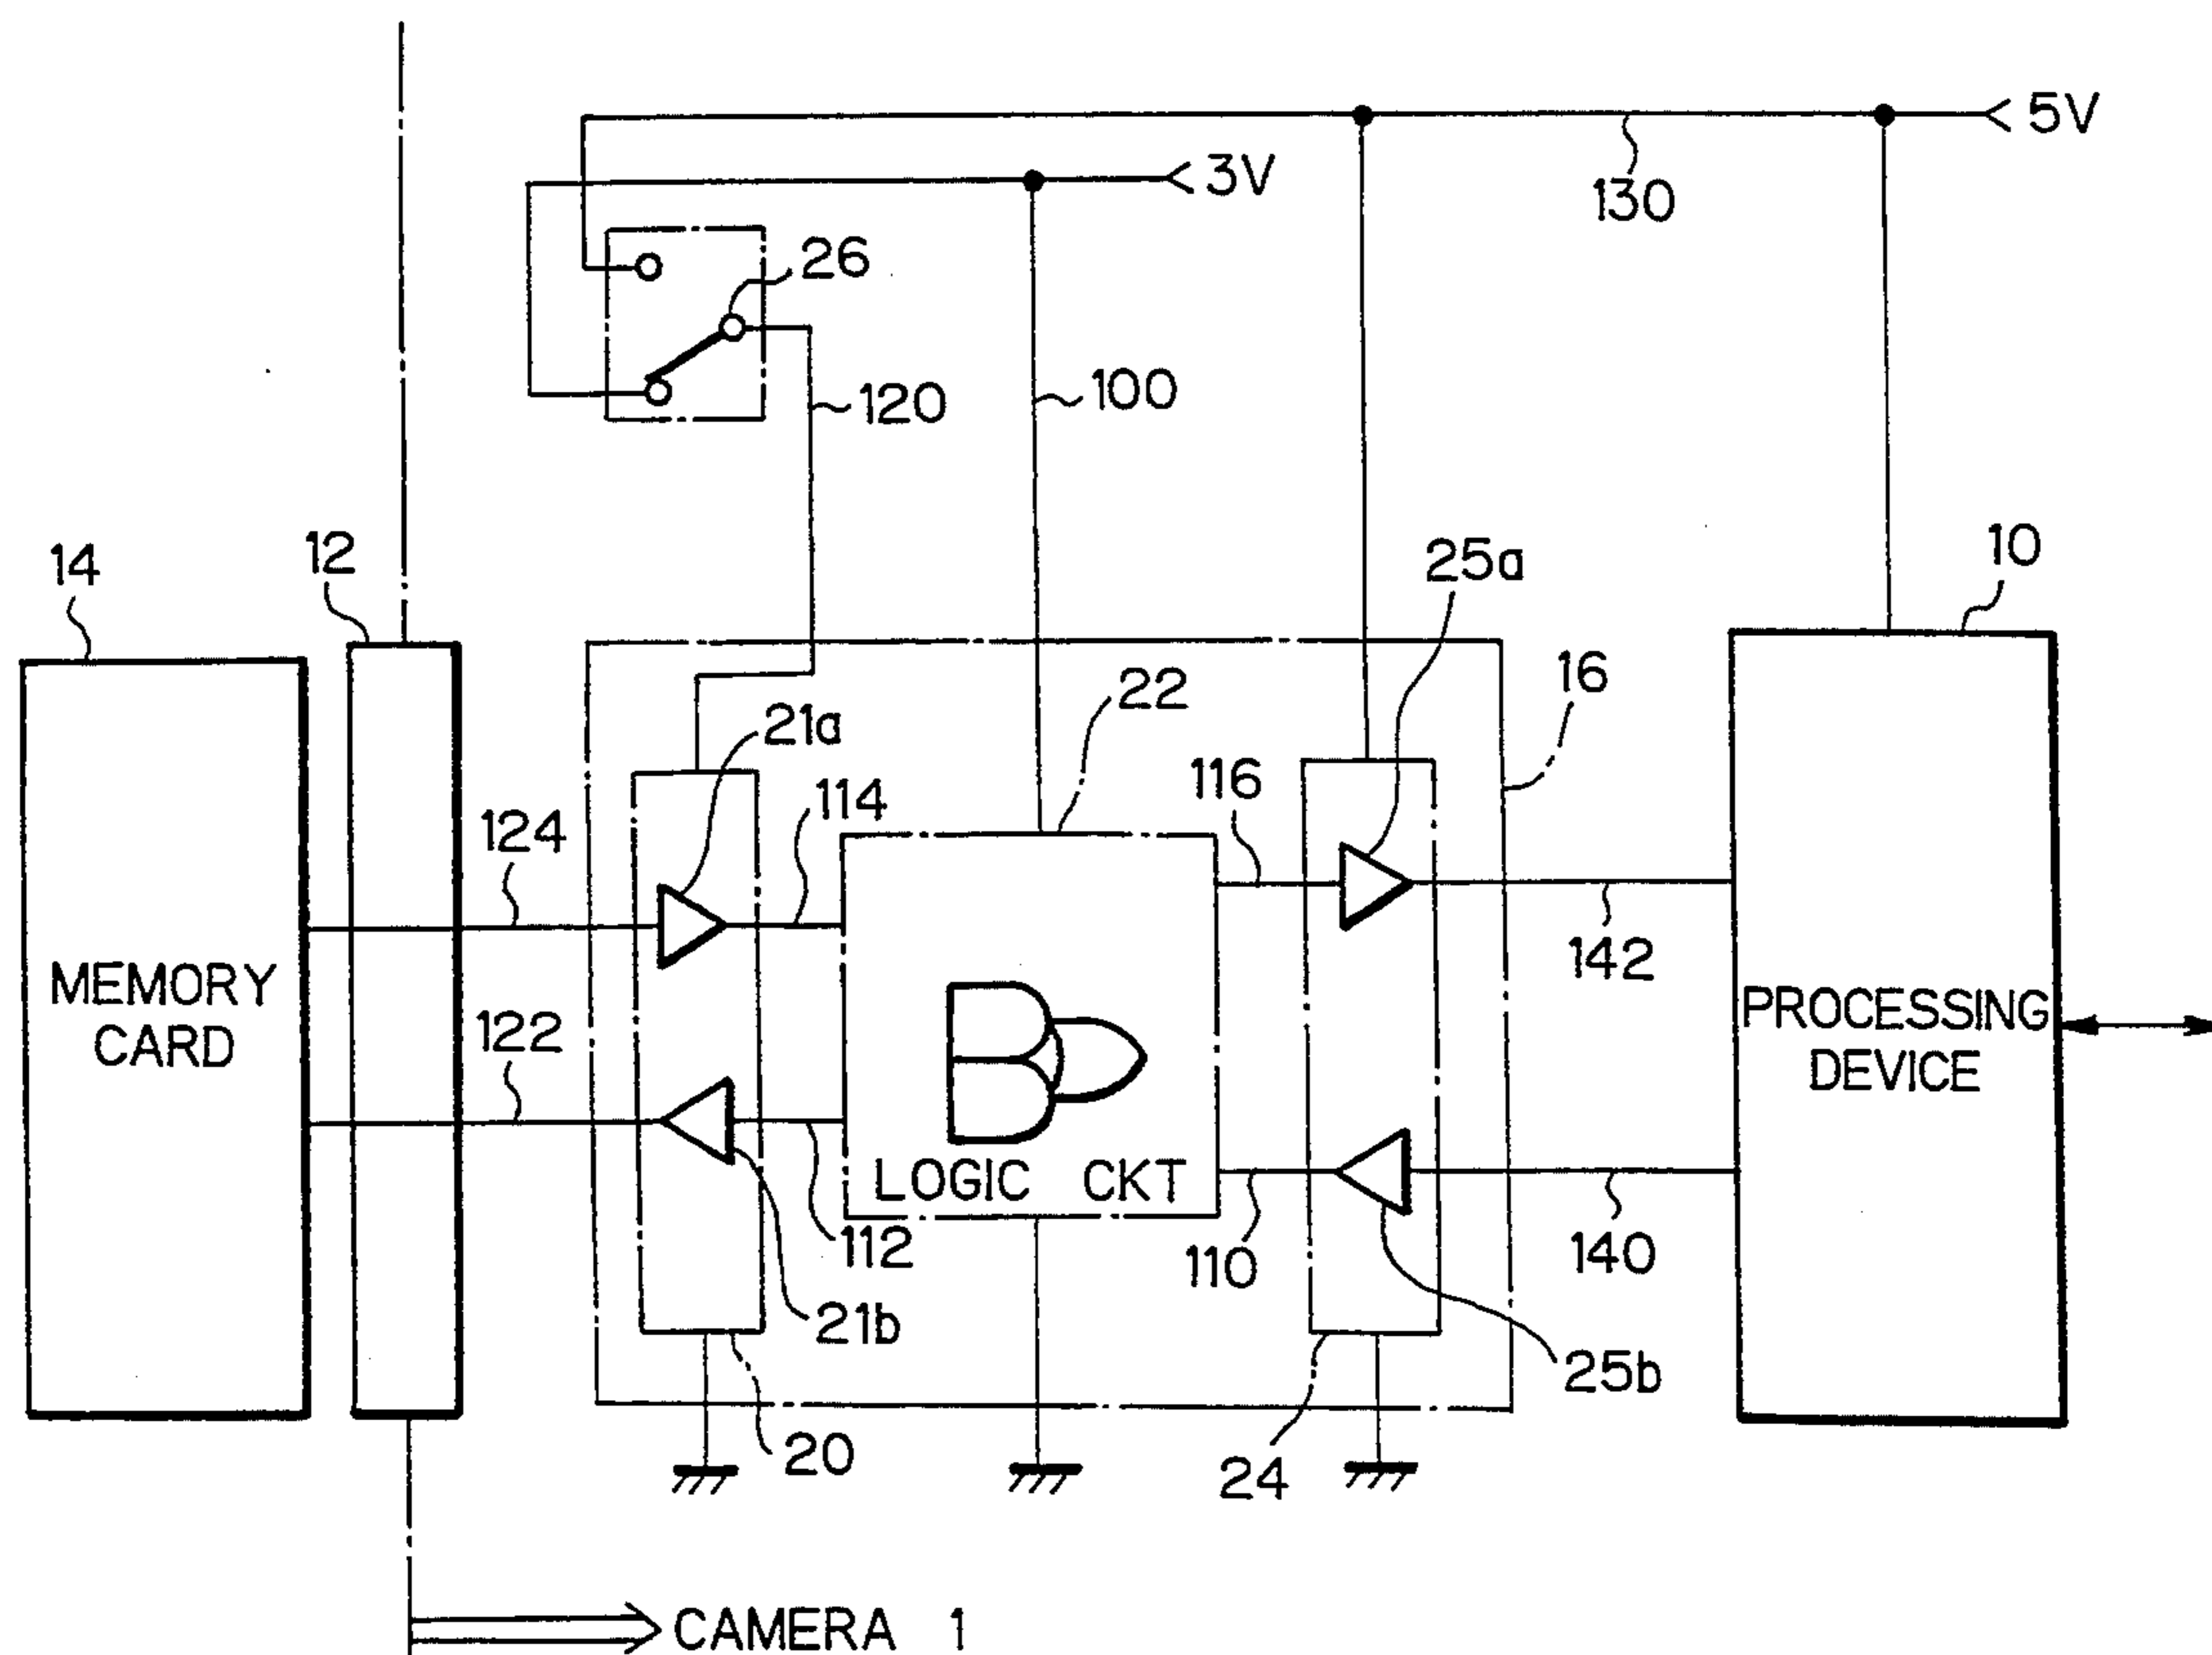 5V
3V
130
26
120
100
14
12
25a
10
16
22
21a
116
114
124
142
MEMORY
CARD
PROCESSING
DEVICE
122
LOGIC CKT
112
110
140
21b
25b
20
24
CAMERA 1